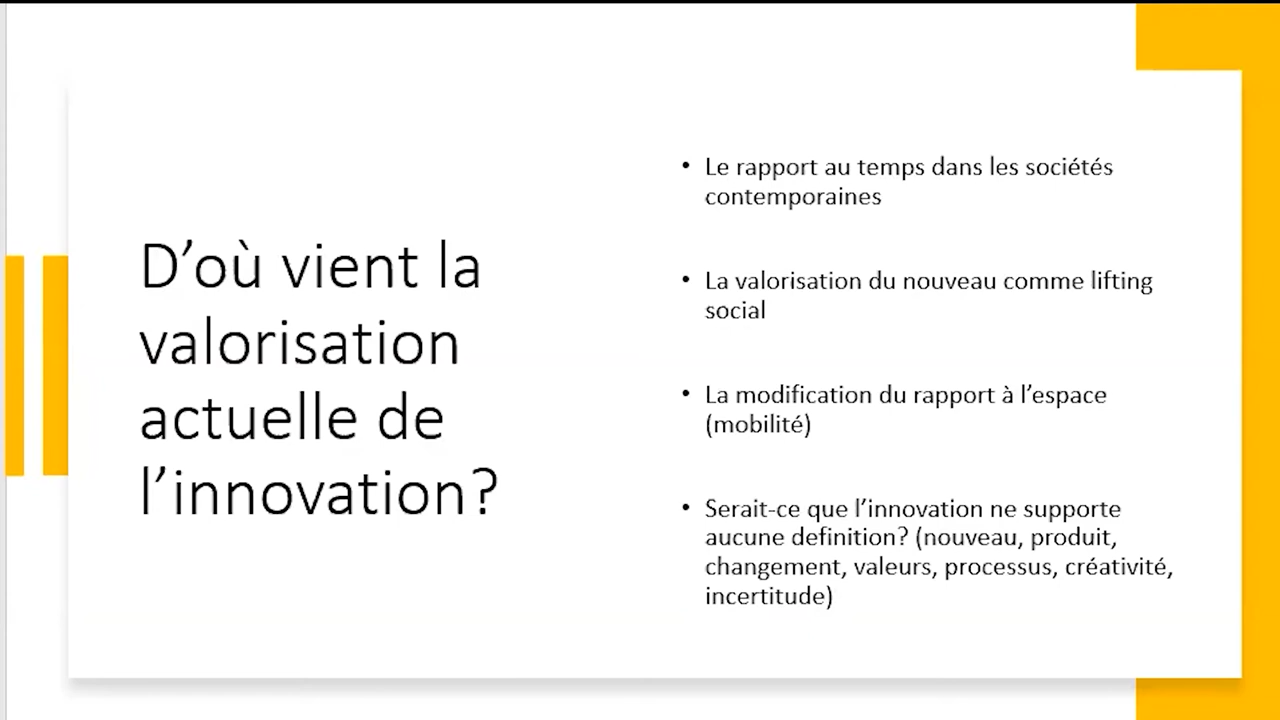 D’où vient la
valorisation
actuelle de
l’innovation?
• Le rapport au temps dans les sociétés
contemporaines
• La valorisation du nouveau comme lifting
social
• La modification du rapport à l’espace
(mobilité)
• Serait-ce que l’innovation ne supporte
aucune definition? (nouveau, produit,
changement, valeurs, processus, créativité,
incertitude)